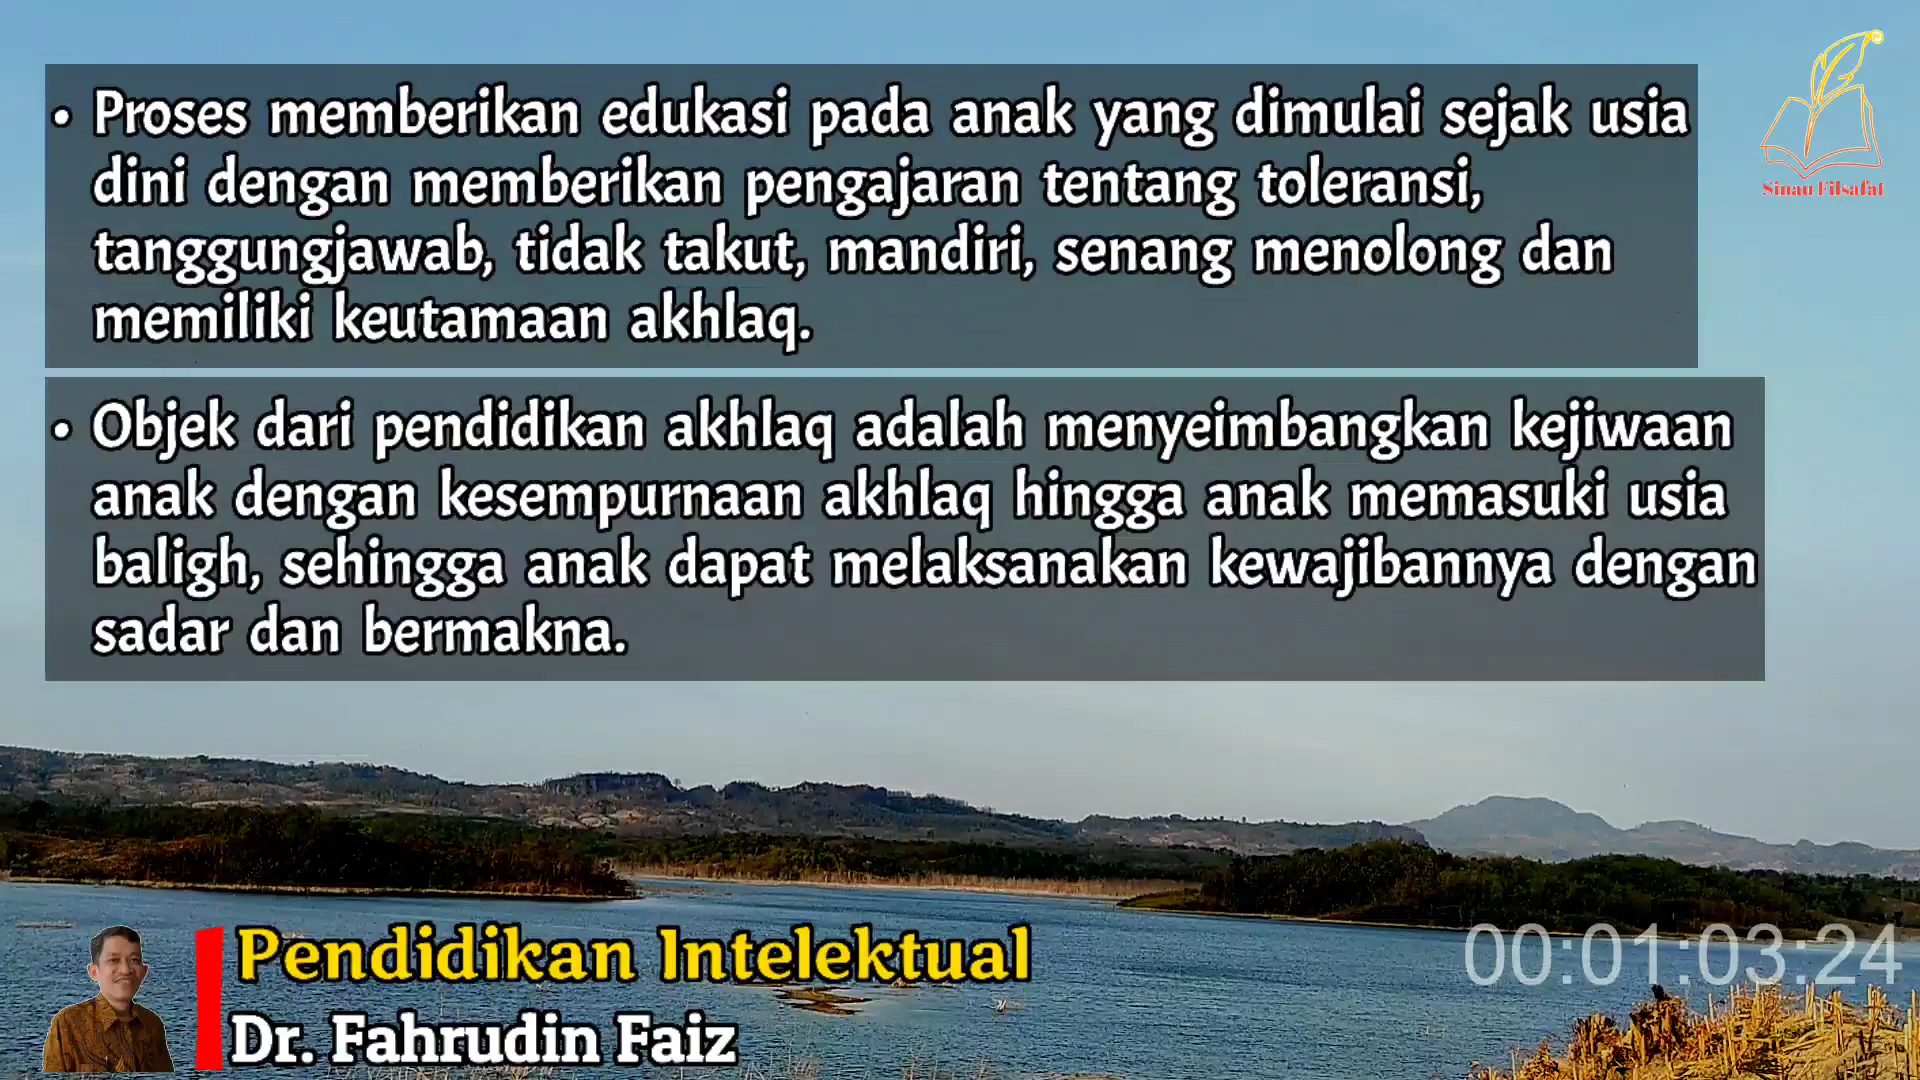 • Proses memberikan edukasi pada anak yang dimulai sejak usia
dini dengan memberikan pengajaran tentang toleransi,
tanggungjawab, tidak takut, mandiri, senang menolong dan
memiliki keutamaan akhlaq.
• Objek dari pendidikan akhlaq adalah menyeimbangkan kejiwaan
anak dengan kesempurnaan akhlaq hingga anak memasuki usia
baligh, sehingga anak dapat melaksanakan kewajibannya dengan
sadar dan bermakna.
Sinau Filsafat
Pendidikan Intelektual
Dr. Fahrudin Faiz
00:01:03:24